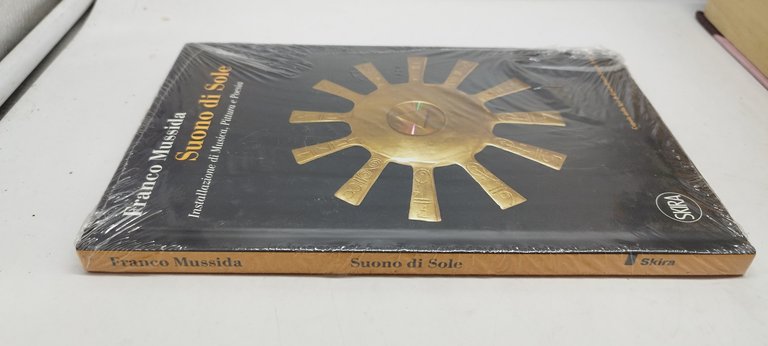 Franco Mussida
Suono di Sole
Installazione di Musica, Pittura e Poesia
SKIRA
Franco Mussida
Suono di Sole
Skira